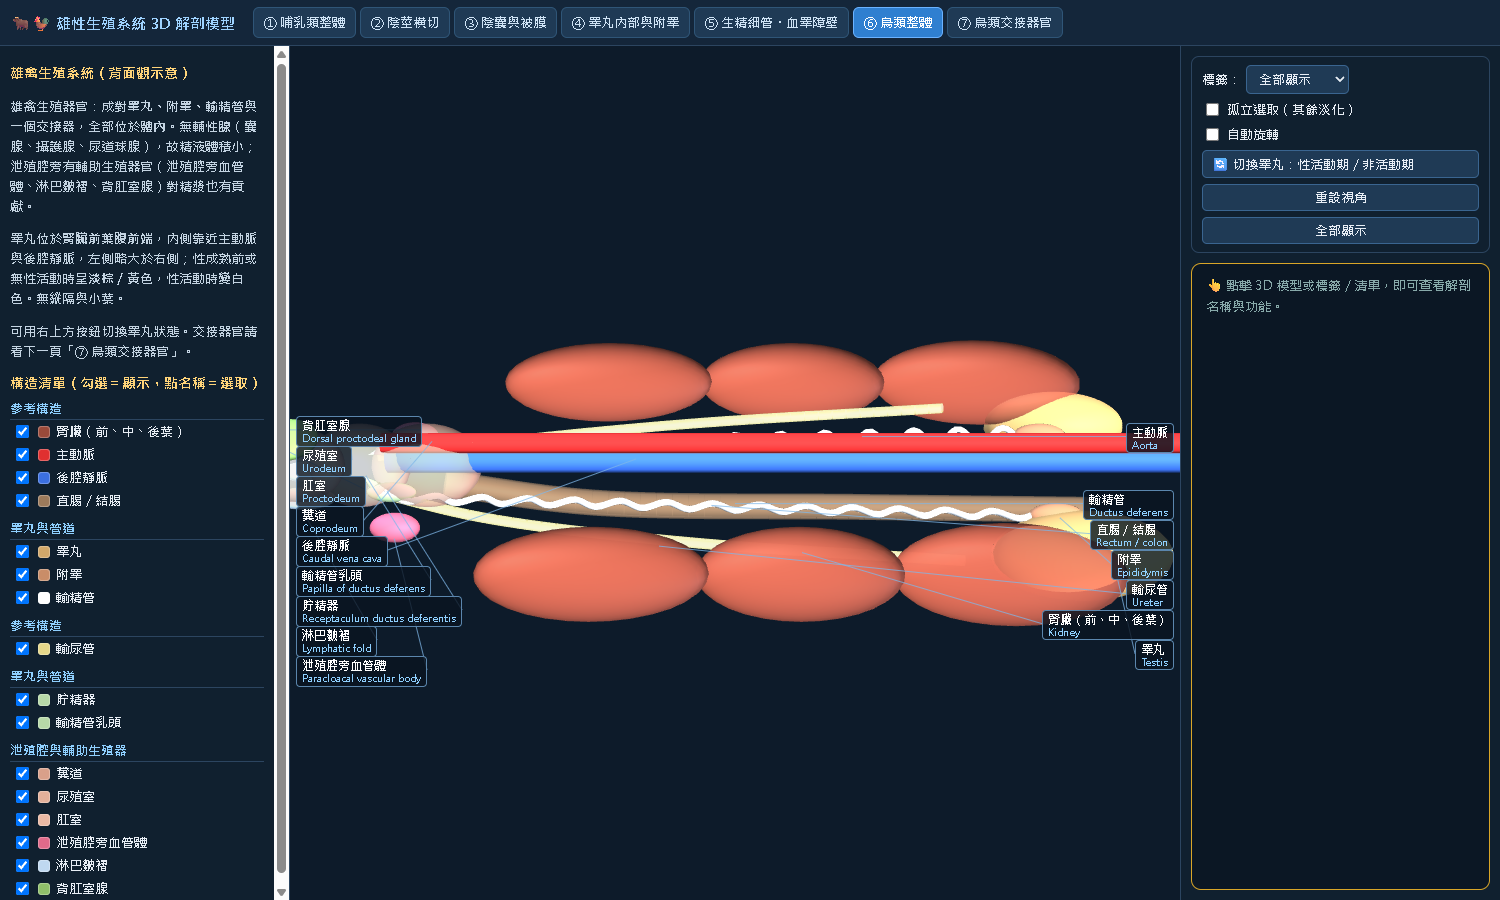 雄性生殖系統 3D 解剖模型
① 哺乳類整體
② 陰莖橫切
③ 陰囊與被膜
④ 睪丸內部與附睪
⑤ 生精細管・血睪障壁
⑥ 鳥類整體
⑦ 鳥類交接器官
雄禽生殖系統（背面觀示意）
雄禽生殖器官：成對睪丸、附睪、輸精管與
一個交接器，全部位於體內。無輔性腺（囊
腺、攝護腺、尿道球腺），故精液體積小；
泄殖腔旁有輔助生殖器官（泄殖腔旁血管
體、淋巴皺褶、背肛室腺）對精漿也有貢
獻。
睪丸位於腎臟前葉腹前端，內側靠近主動脈
與後腔靜脈，左側略大於右側；性成熟前或
無性活動時呈淡棕／黃色，性活動時變白
色。無縱隔與小葉。
可用右上方按鈕切換睪丸狀態。交接器官請
看下一頁「⑦ 鳥類交接器官」。
構造清單（勾選＝顯示，點名稱＝選取）
參考構造
腎臟（前、中、後葉）
主動脈
後腔靜脈
直腸 / 結腸
睪丸與管道
睪丸
附睪
輸精管
參考構造
輸尿管
睪丸與管道
貯精器
輸精管乳頭
泄殖腔與輔助生殖器
糞道
尿殖室
肛室
泄殖腔旁血管體
淋巴皺褶
背肛室腺
背肛室腺
Dorsal proctodeal gland
尿殖室
Urodeum
肛室
Proctodeum
糞道
Coprodeum
後腔靜脈
Caudal vena cava
輸精管乳頭
Papilla of ductus deferens
貯精器
Receptaculum ductus deferentis
淋巴皺褶
Lymphatic fold
泄殖腔旁血管體
Paracloacal vascular body
主動脈
Aorta
輸精管
Ductus deferens
直腸 / 結腸
Rectum / colon
附睪
Epididymis
輸尿管
Ureter
腎臟（前、中、後葉）
Kidney
睪丸
Testis
標籤：
全部顯示
孤立選取（其餘淡化）
自動旋轉
🔄 切換睪丸：性活動期 / 非活動期
重設視角
全部顯示
👆 點擊 3D 模型或標籤／清單，即可查看解剖
名稱與功能。